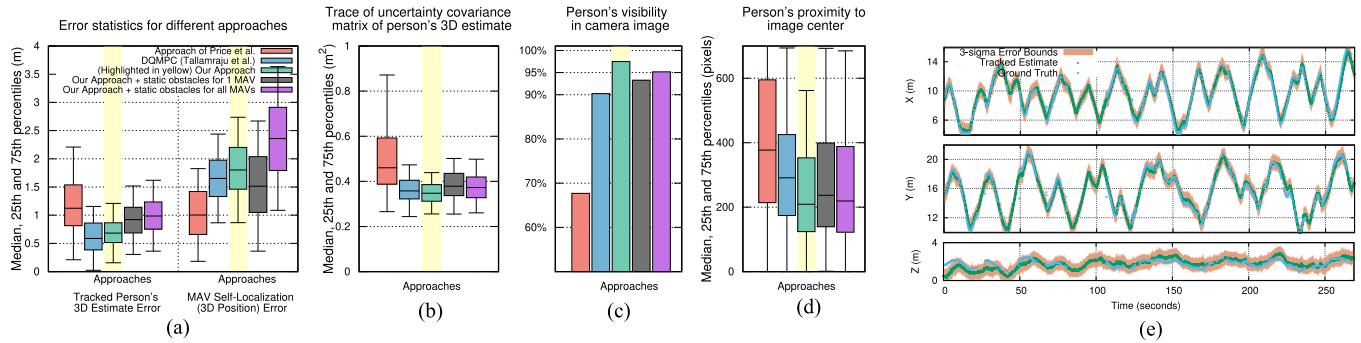 Error statistics for different approaches
Median, 25th and 75th percentiles (m)
4
3.5
3
2.5
2
1.5
1
0.5
0
Approach of Price et al.
DQMPC (Tallamraju et al.)
(Highlighted in yellow) Our Approach
Our Approach + static obstacles for 1 MAV
Our Approach + static obstacles for all MAVs
Approaches
Approaches
Tracked Person's
3D Estimate Error
MAV Self-Localization
(3D Position) Error
(a)
Trace of uncertainty covariance
matrix of person's 3D estimate
Median, 25th and 75th percentiles (m²)
1
0.8
0.6
0.4
0.2
0
Approaches
(b)
Person's visibility
in camera image
100%
95%
90%
80%
70%
60%
Approaches
(c)
Person's proximity to
image center
Median, 25th and 75th percentiles (pixels)
600
400
200
0
Approaches
(d)
3-sigma Error Bounds
Tracked Estimate
Ground Truth
X (m)
14
10
6
Y (m)
20
16
12
Z (m)
4
2
0
0
50
100
150
200
250
Time (seconds)
(e)